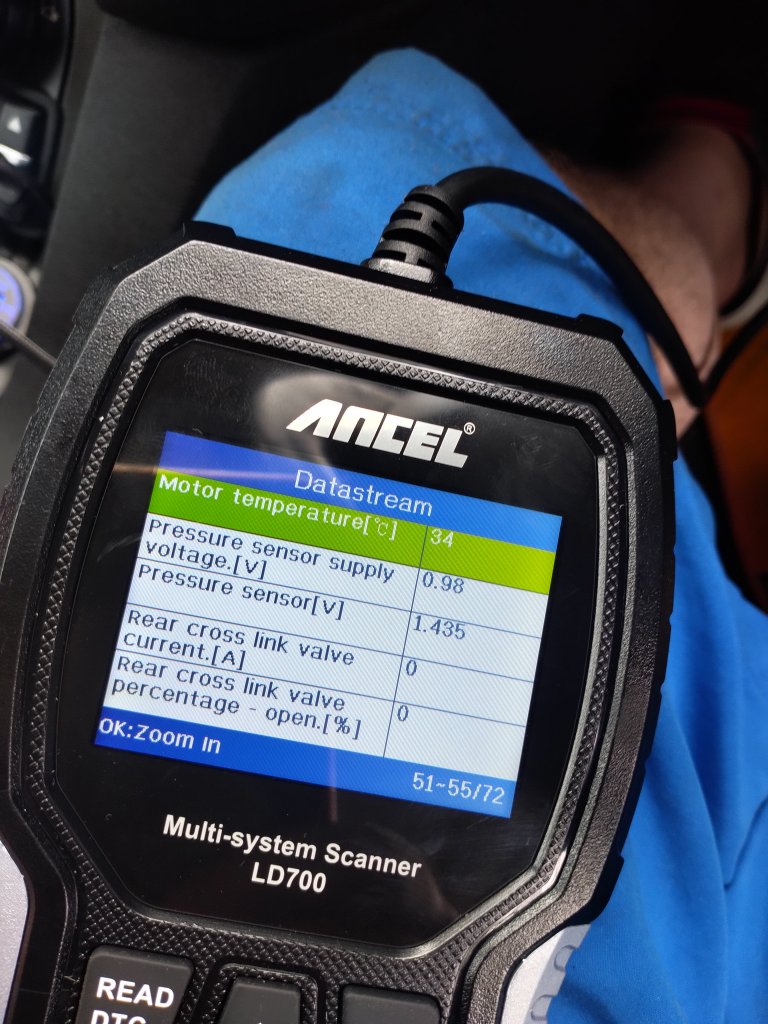 ANCEL®
Datastream
Motor temperature[℃] 34
Pressure sensor supply
voltage.[V] 0.98
Pressure sensor[V] 1.435
Rear cross link valve
current.[A] 0
Rear cross link valve
percentage - open.[%] 0
OK:Zoom In
51~55/72
Multi-system Scanner
LD700
READ
DTC